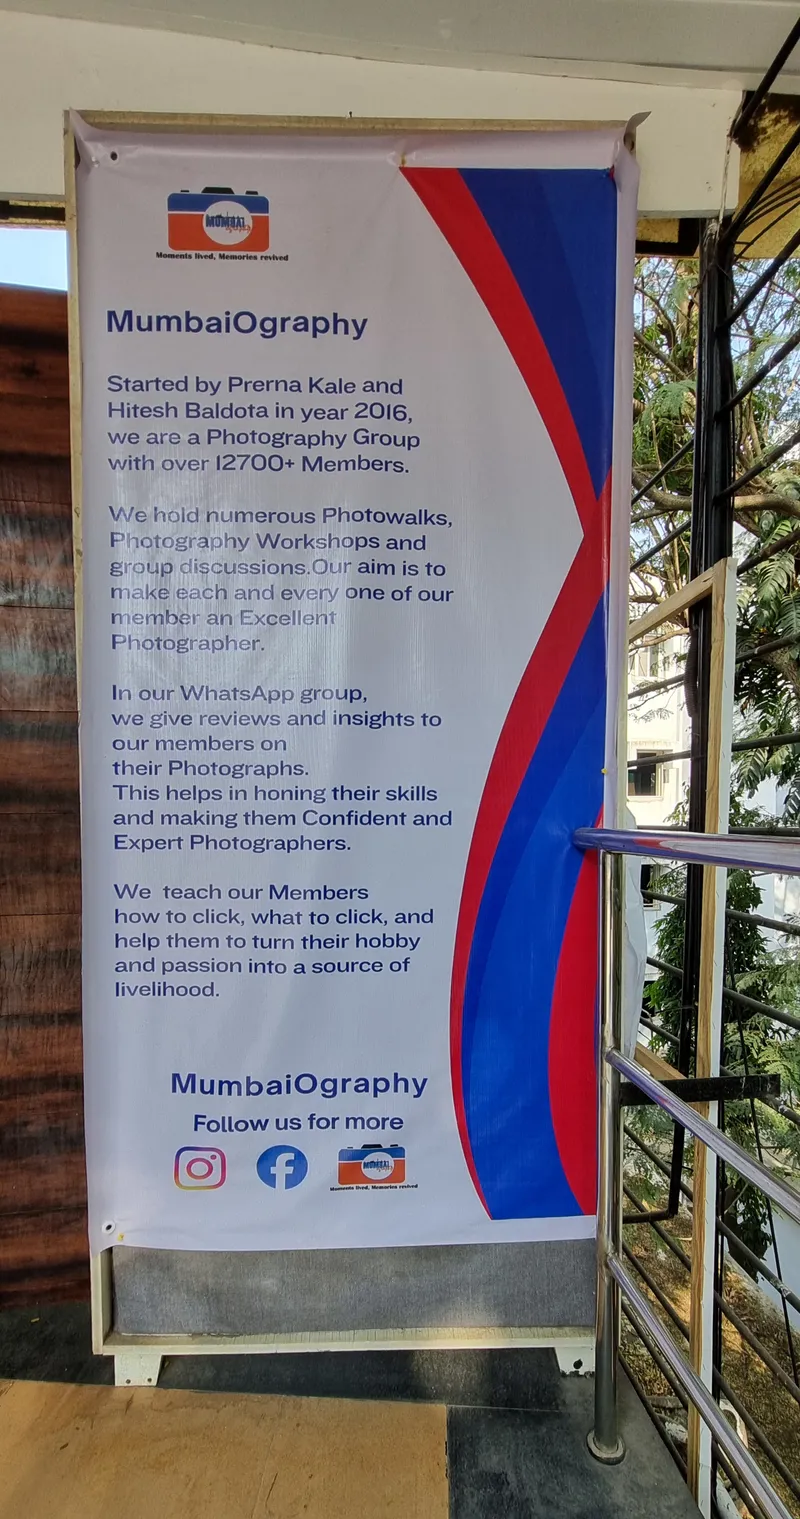 MUMBAI
Moments lived, Memories revived
MumbaiOgraphy
Started by Prerna Kale and
Hitesh Baldota in year 2016,
we are a Photography Group
with over 12700+ Members.
We hold numerous Photowalks,
Photography Workshops and
group discussions.Our aim is to
make each and every one of our
member an Excellent
Photographer.
In our WhatsApp group,
we give reviews and insights to
our members on
their Photographs.
This helps in honing their skills
and making them Confident and
Expert Photographers.
We teach our Members
how to click, what to click, and
help them to turn their hobby
and passion into a source of
livelihood.
MumbaiOgraphy
Follow us for more
MUMBAI
Moments lived, Memories revived